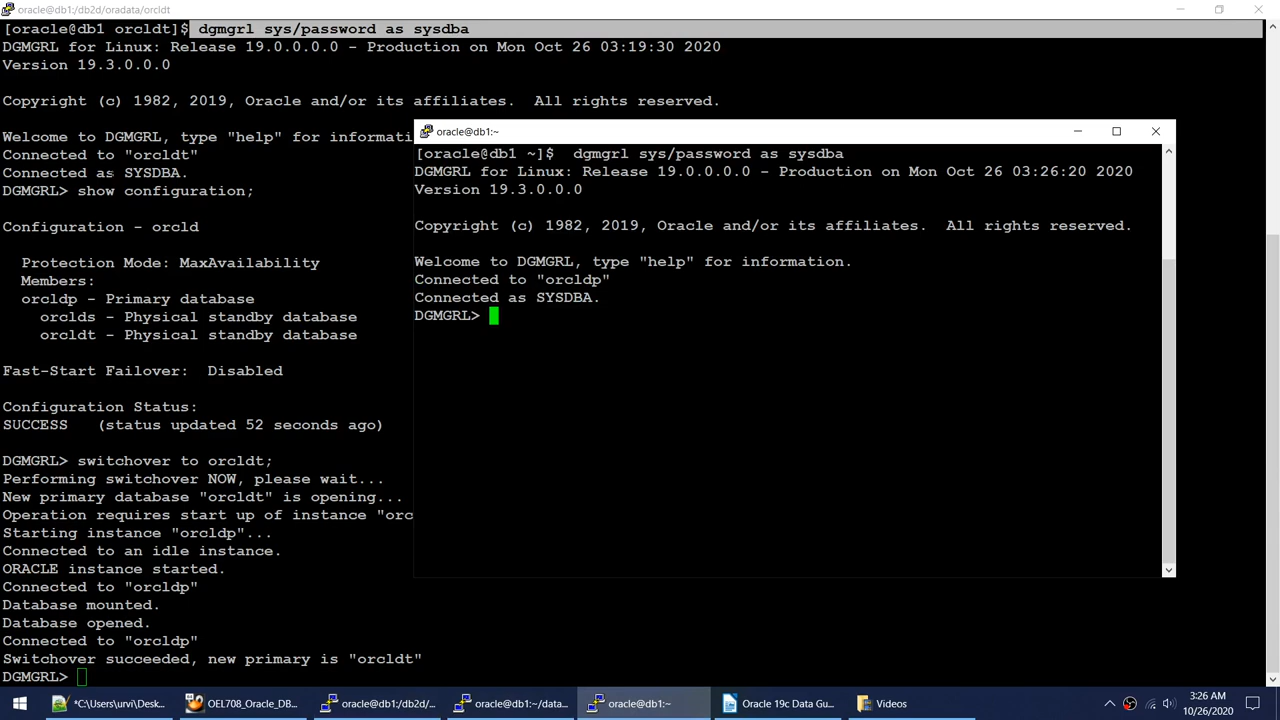 oracle@db1:/db2d/oradata/orcldt
[oracle@db1 orcldt]$ dgmgrl sys/password as sysdba
DGMGRL for Linux: Release 19.0.0.0.0 - Production on Mon Oct 26 03:19:30 2020
Version 19.3.0.0.0
Copyright (c) 1982, 2019, Oracle and/or its affiliates.  All rights reserved.
Welcome to DGMGRL, type "help" for informati
Connected to "orcldt"
Connected as SYSDBA.
DGMGRL> show configuration;
Configuration - orcld
Protection Mode: MaxAvailability
Members:
orcldp - Primary database
orclds - Physical standby database
orcldt - Physical standby database
Fast-Start Failover:  Disabled
Configuration Status:
SUCCESS   (status updated 52 seconds ago)
DGMGRL> switchover to orcldt;
Performing switchover NOW, please wait...
New primary database "orcldt" is opening...
Operation requires start up of instance "orc
Starting instance "orcldp"...
Connected to an idle instance.
ORACLE instance started.
Connected to "orcldp"
Database mounted.
Database opened.
Connected to "orcldp"
Switchover succeeded, new primary is "orcldt"
DGMGRL>
oracle@db1:~
[oracle@db1 ~]$  dgmgrl sys/password as sysdba
DGMGRL for Linux: Release 19.0.0.0.0 - Production on Mon Oct 26 03:26:20 2020
Version 19.3.0.0.0
Copyright (c) 1982, 2019, Oracle and/or its affiliates.  All rights reserved.
Welcome to DGMGRL, type "help" for information.
Connected to "orcldp"
Connected as SYSDBA.
DGMGRL>
*C:\Users\urvi\Desk...
OEL708_Oracle_DB...
oracle@db1:/db2d/...
oracle@db1:~/data...
oracle@db1:~
Oracle 19c Data Gu...
Videos
3:26 AM
10/26/2020